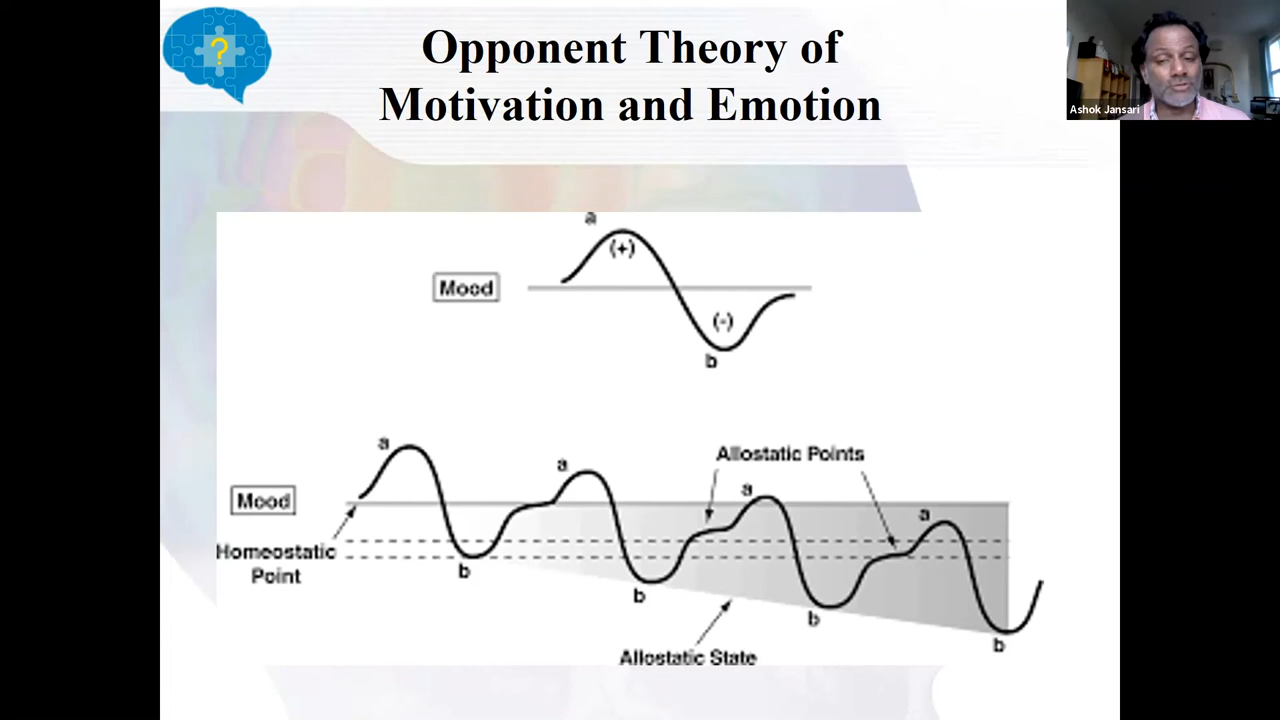 ?
Opponent Theory of
Motivation and Emotion
Ashok Jansari
a
(+)
Mood
(-)
b
a
a
Allostatic Points
a
a
Mood
Homeostatic
Point
b
b
b
b
Allostatic State